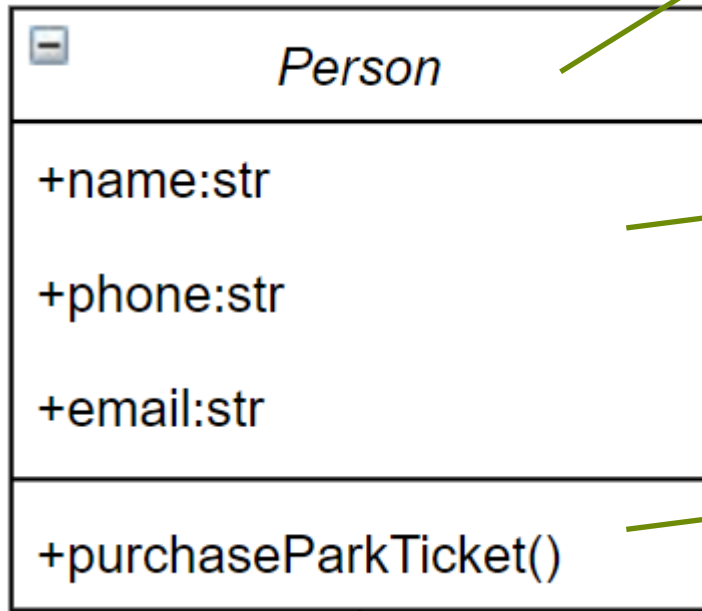 Person
+name:str
+phone:str
+email:str
+purchaseParkTicket()